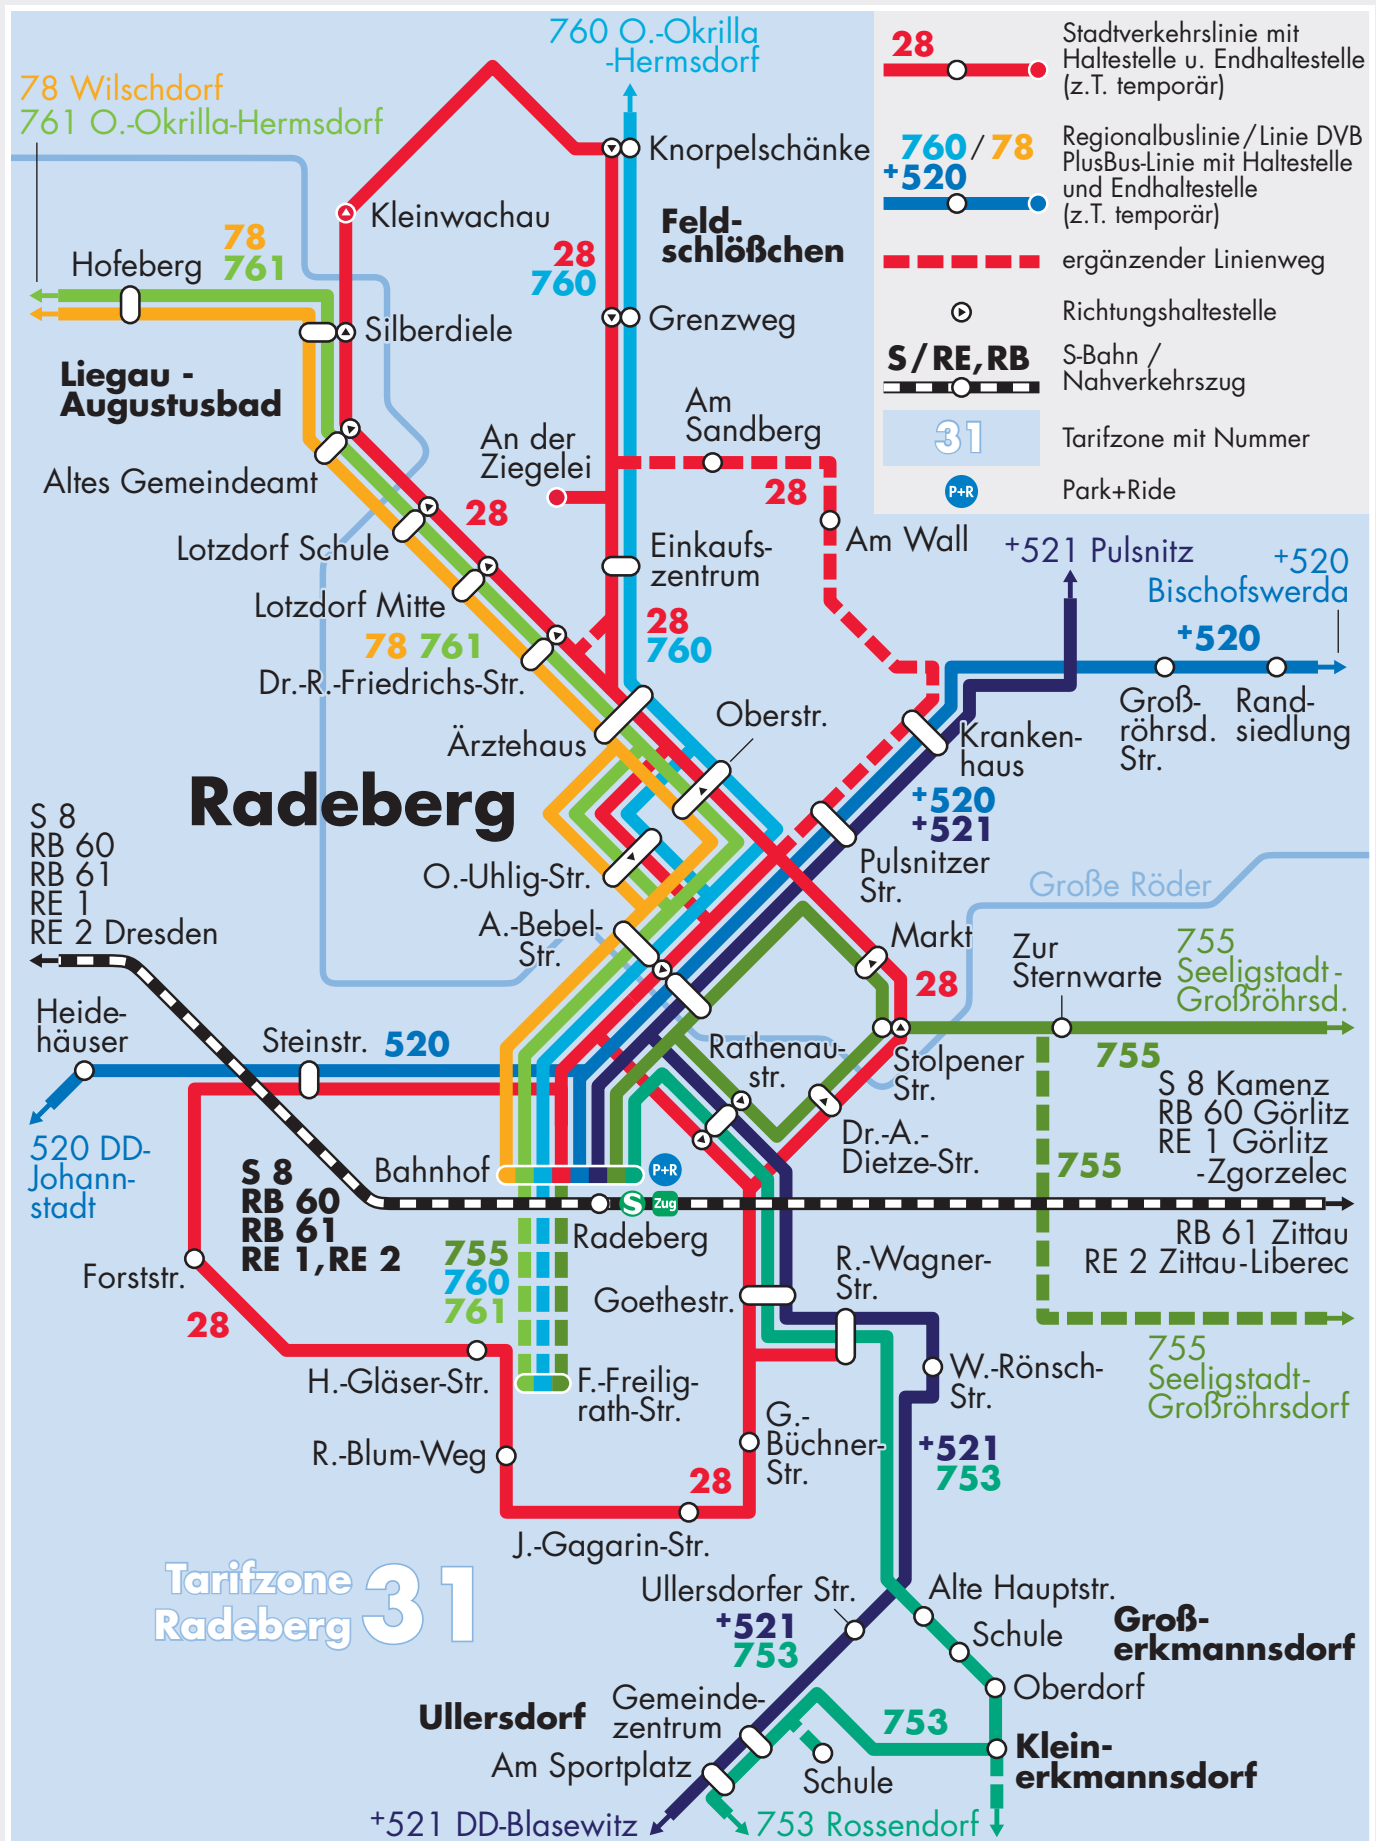 760 O.-Okrilla
-Hermsdorf
78 Wilschdorf
761 O.-Okrilla-Hermsdorf
28
Stadtverkehrslinie mit
Haltestelle u. Endhaltestelle
(z.T. temporär)
760 / 78
+520
Regionalbuslinie/Linie DVB
PlusBus-Linie mit Haltestelle
und Endhaltestelle
(z.T. temporär)
ergänzender Linienweg
Richtungshaltestelle
S/RE,RB
S-Bahn /
Nahverkehrszug
31
Tarifzone mit Nummer
P+R
Park+Ride
Knorpelschänke
Kleinwachau
Feld-
schlößchen
78
761
Hofeberg
28
760
Silberdiele
Grenzweg
Liegau -
Augustusbad
Am
Sandberg
An der
Ziegelei
28
Altes Gemeindeamt
28
Am Wall
Lotzdorf Schule
Einkaufs-
zentrum
+521 Pulsnitz
+520
Bischofswerda
Lotzdorf Mitte
28
760
+520
78 761
Dr.-R.-Friedrichs-Str.
Groß-
röhrsd.
Str.
Rand-
siedlung
Oberstr.
Ärztehaus
Kranken-
haus
+520
+521
Radeberg
S 8
RB 60
RB 61
RE 1
RE 2 Dresden
O.-Uhlig-Str.
Pulsnitzer
Str.
Große Röder
A.-Bebel-
Str.
Markt
28
Zur
Sternwarte
755
Seeligstadt-
Großröhrsd.
Heide-
häuser
Steinstr.
520
Rathenau-
str.
Stolpener
Str.
755
S 8 Kamenz
RB 60 Görlitz
RE 1 Görlitz
-Zgorzelec
520 DD-
Johann-
stadt
Dr.-A.-
Dietze-Str.
755
S 8
RB 60
RB 61
RE 1,RE 2
Bahnhof
P+R
S
Zug
Radeberg
RB 61 Zittau
RE 2 Zittau-Liberec
Forststr.
755
760
761
R.-Wagner-
Str.
Goethestr.
28
H.-Gläser-Str.
F.-Freilig-
rath-Str.
W.-Rönsch-
Str.
755
Seeligstadt-
Großröhrsdorf
R.-Blum-Weg
G.-
Büchner-
Str.
+521
753
28
J.-Gagarin-Str.
Tarifzone
Radeberg
31
Ullersdorfer Str.
+521
753
Alte Hauptstr.
Schule
Groß-
erkmannsdorf
Oberdorf
Ullersdorf
Gemeinde-
zentrum
753
Klein-
erkmannsdorf
Am Sportplatz
Schule
+521 DD-Blasewitz
753 Rossendorf